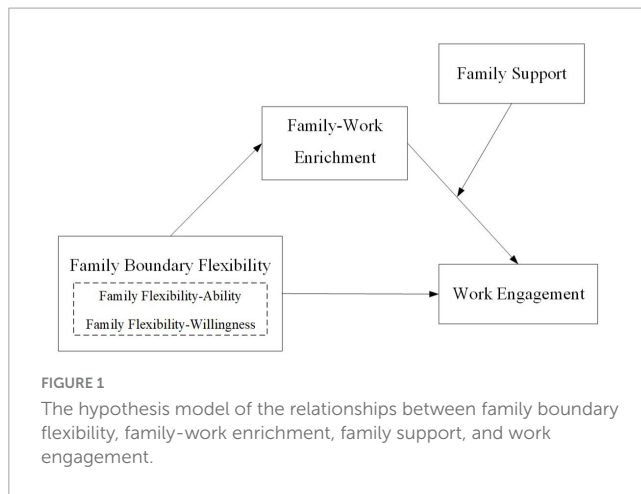 Family Support
Family-Work
Enrichment
Family Boundary Flexibility
Family Flexibility-Ability
Family Flexibility-Willingness
Work Engagement
FIGURE 1
The hypothesis model of the relationships between family boundary
flexibility, family-work enrichment, family support, and work
engagement.